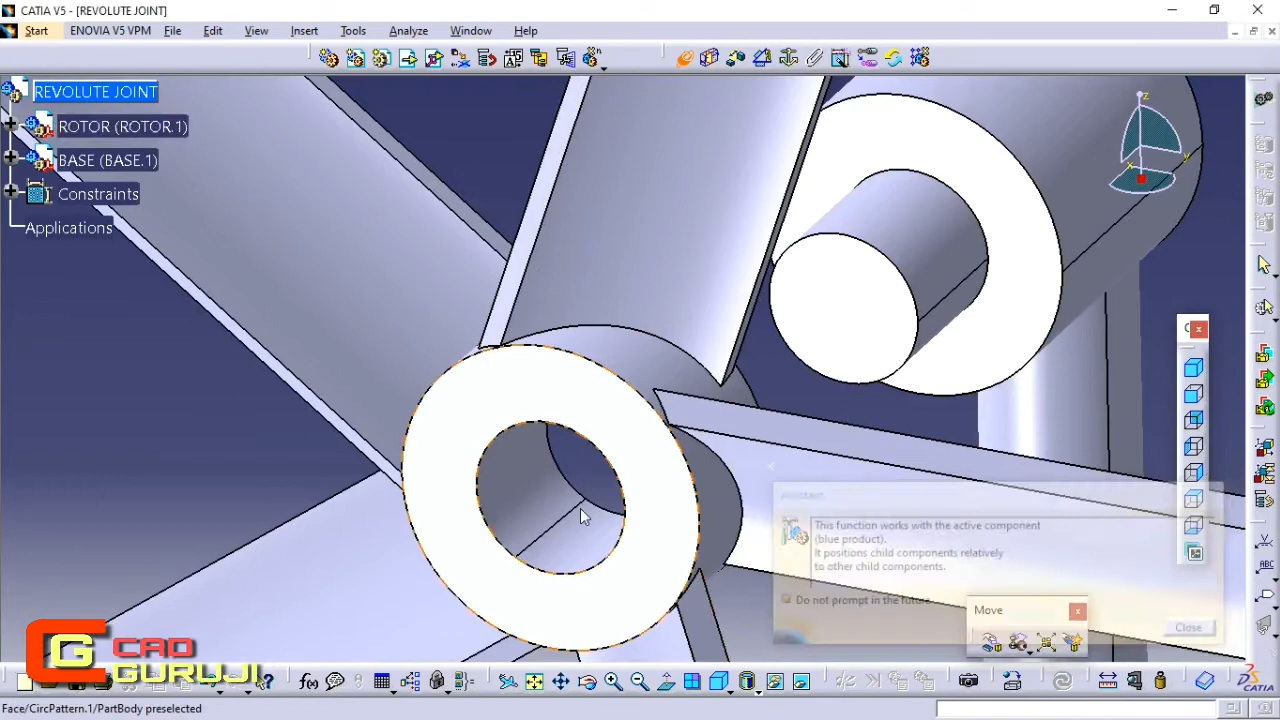 CATIA V5 - [REVOLUTE JOINT]
Start ENOVIA V5 VPM File Edit View Insert Tools Analyze Window Help
REVOLUTE JOINT
ROTOR (ROTOR.1)
BASE (BASE.1)
Constraints
Applications
z
y
x
Assistant
This function works with the active component
(blue product).
It positions child components relatively
to other child components.
Do not prompt in the future
Close
Move
ABC
f(x)
CG CAD
GURUJI
CATIA
Face/CircPattern.1/PartBody preselected